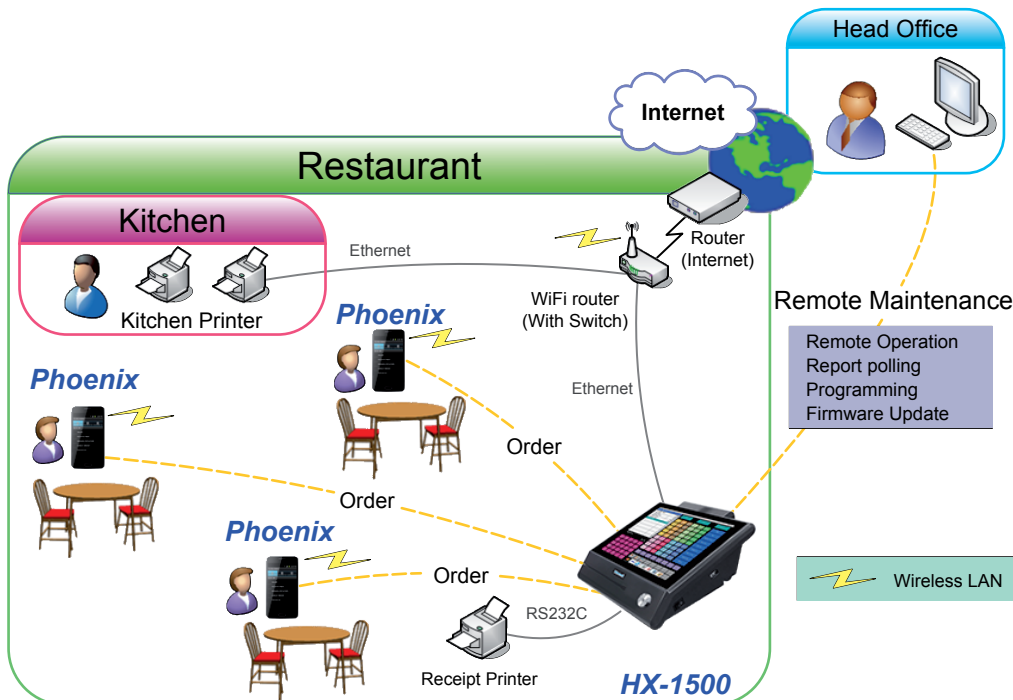 Head Office
Internet
Restaurant
Kitchen
Kitchen Printer
Ethernet
Router
(Internet)
WiFi router
(With Switch)
Remote Maintenance
Remote Operation
Report polling
Programming
Firmware Update
Phoenix
Ethernet
Phoenix
Order
Order
Phoenix
Order
Wireless LAN
RS232C
Receipt Printer
HX-1500